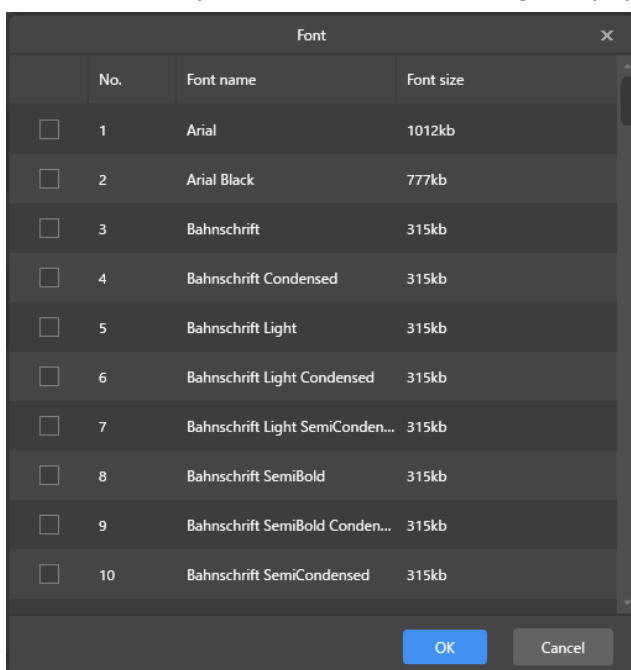 Font
No. Font name Font size
1 Arial 1012kb
2 Arial Black 777kb
3 Bahnschrift 315kb
4 Bahnschrift Condensed 315kb
5 Bahnschrift Light 315kb
6 Bahnschrift Light Condensed 315kb
7 Bahnschrift Light SemiConden... 315kb
8 Bahnschrift SemiBold 315kb
9 Bahnschrift SemiBold Conden... 315kb
10 Bahnschrift SemiCondensed 315kb
OK Cancel